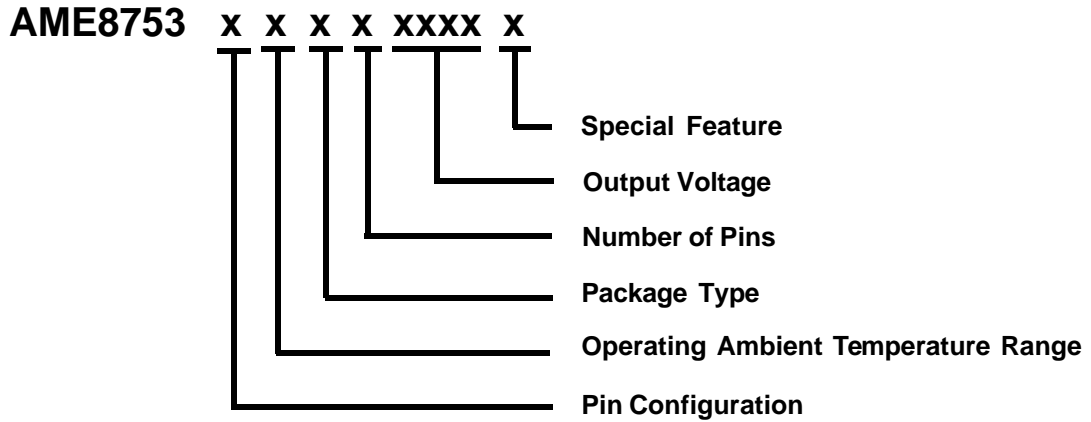 AME8753 x x x x xxxx x
Special Feature
Output Voltage
Number of Pins
Package Type
Operating Ambient Temperature Range
Pin Configuration